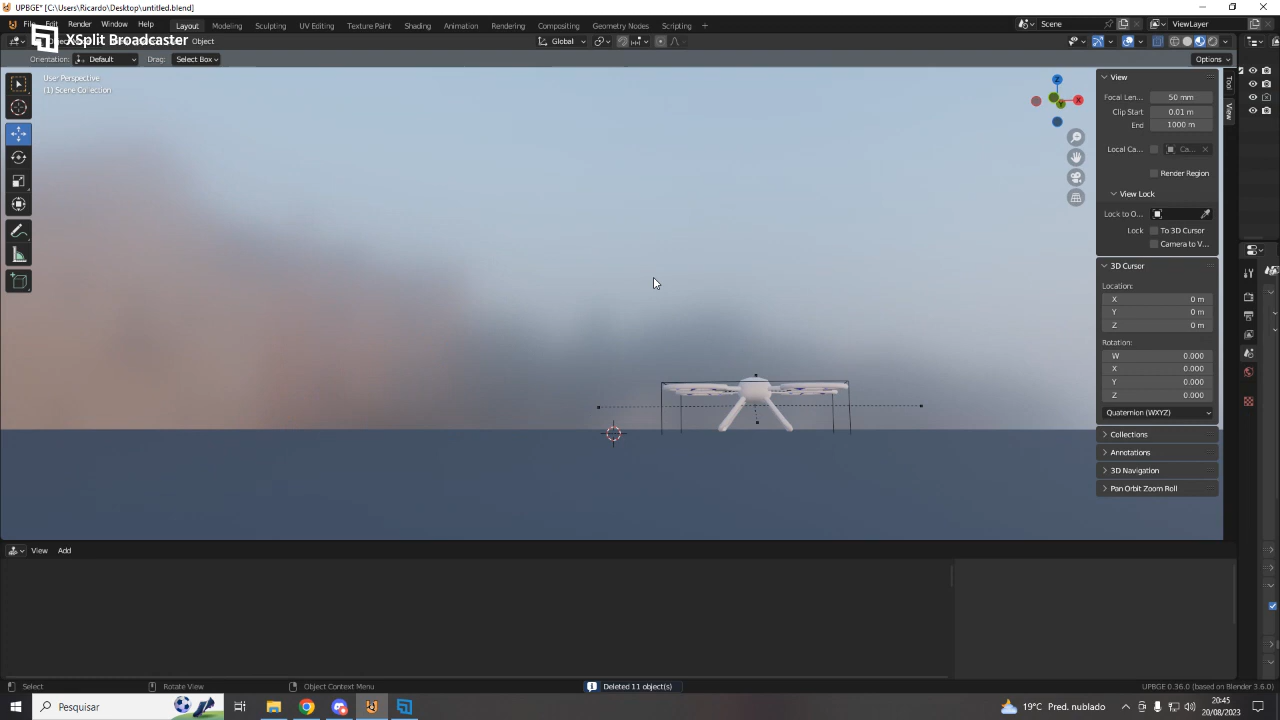 UPBGE* [C:\Users\Ricardo\Desktop\untitled.blend]
File Edit Render Window Help Layout Modeling Sculpting UV Editing Texture Paint Shading Animation Rendering Compositing Geometry Nodes Scripting + Scene ViewLayer
XSplit Broadcaster
Object Global
Orientation: Default Drag: Select Box Options
User Perspective
(1) Scene Collection
Z
X
Y
Tool
View
View
Focal Len... 50 mm
Clip Start 0.01 m
End 1000 m
Local Ca... Ca...
Render Region
View Lock
Lock to O...
Lock To 3D Cursor
Camera to V...
3D Cursor
Location:
X 0 m
Y 0 m
Z 0 m
Rotation:
W 0.000
X 0.000
Y 0.000
Z 0.000
Quaternion (WXYZ)
Collections
Annotations
3D Navigation
Pan Orbit Zoom Roll
View Add
Select Rotate View Object Context Menu Deleted 11 object(s) UPBGE 0.36.0 (based on Blender 3.6.0)
Pesquisar 19°C Pred. nublado 20:45
20/08/2023